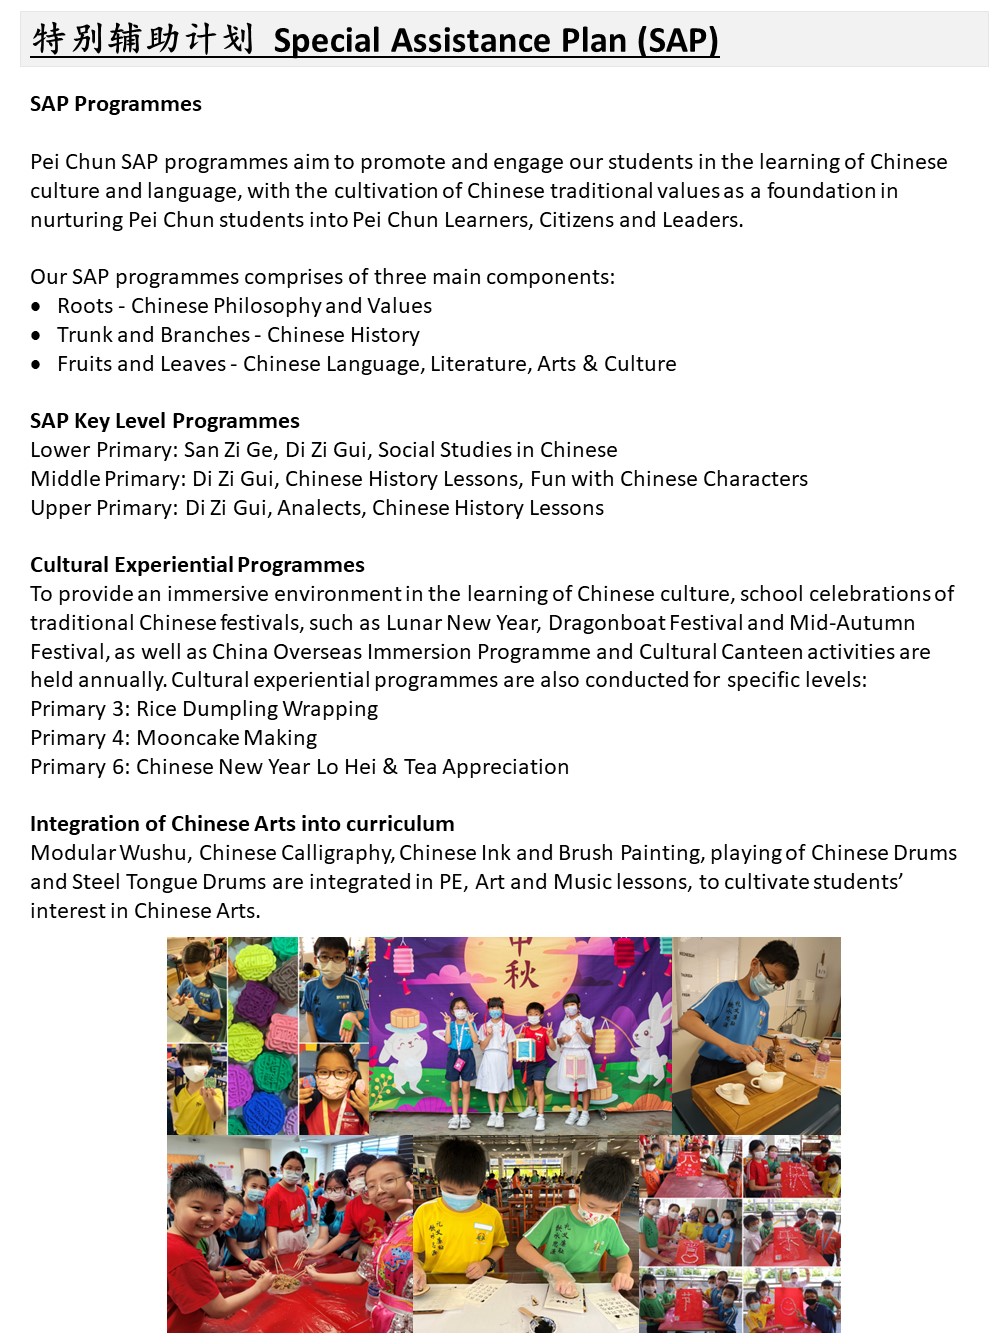 特别辅助计划 Special Assistance Plan (SAP)
SAP Programmes
Pei Chun SAP programmes aim to promote and engage our students in the learning of Chinese
culture and language, with the cultivation of Chinese traditional values as a foundation in
nurturing Pei Chun students into Pei Chun Learners, Citizens and Leaders.
Our SAP programmes comprises of three main components:
• Roots - Chinese Philosophy and Values
• Trunk and Branches - Chinese History
• Fruits and Leaves - Chinese Language, Literature, Arts & Culture
SAP Key Level Programmes
Lower Primary: San Zi Ge, Di Zi Gui, Social Studies in Chinese
Middle Primary: Di Zi Gui, Chinese History Lessons, Fun with Chinese Characters
Upper Primary: Di Zi Gui, Analects, Chinese History Lessons
Cultural Experiential Programmes
To provide an immersive environment in the learning of Chinese culture, school celebrations of
traditional Chinese festivals, such as Lunar New Year, Dragonboat Festival and Mid-Autumn
Festival, as well as China Overseas Immersion Programme and Cultural Canteen activities are
held annually. Cultural experiential programmes are also conducted for specific levels:
Primary 3: Rice Dumpling Wrapping
Primary 4: Mooncake Making
Primary 6: Chinese New Year Lo Hei & Tea Appreciation
Integration of Chinese Arts into curriculum
Modular Wushu, Chinese Calligraphy, Chinese Ink and Brush Painting, playing of Chinese Drums
and Steel Tongue Drums are integrated in PE, Art and Music lessons, to cultivate students’
interest in Chinese Arts.
中
秋